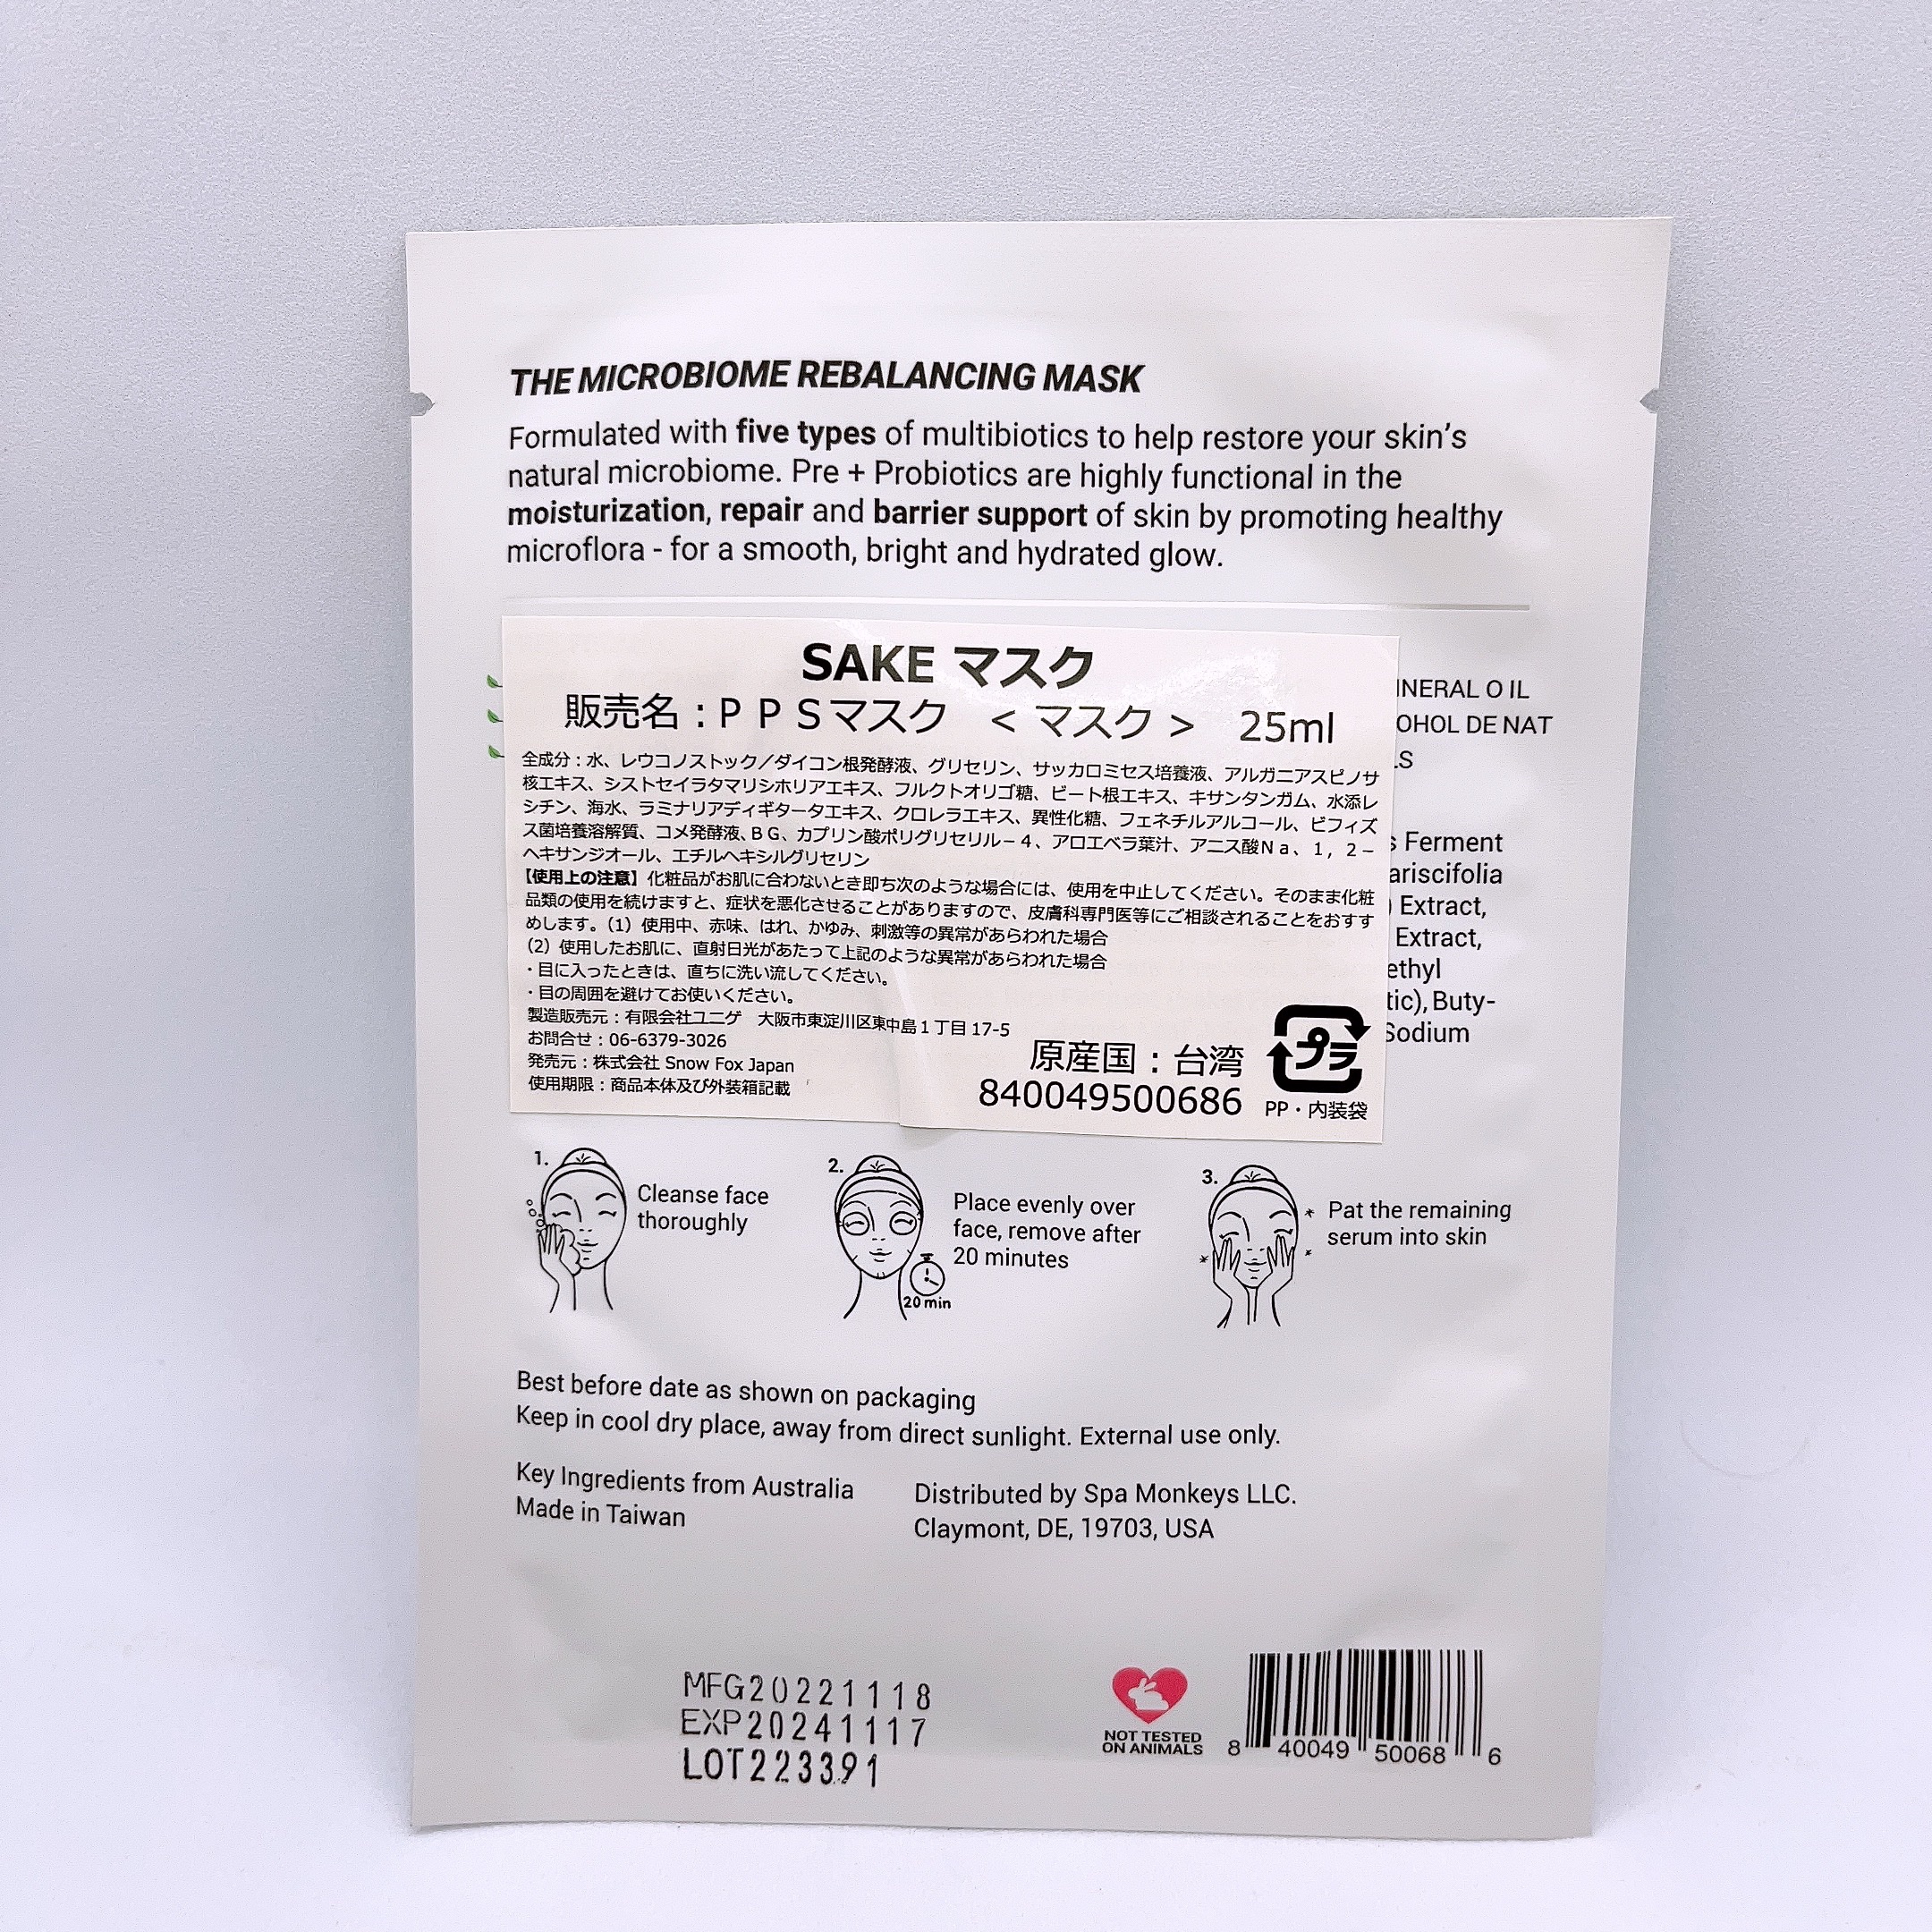 THE MICROBIOME REBALANCING MASK
Formulated with five types of multibiotics to help restore your skin's
natural microbiome. Pre + Probiotics are highly functional in the
moisturization, repair and barrier support of skin by promoting healthy
microflora - for a smooth, bright and hydrated glow.
SAKE マスク
販売名：ＰＰＳマスク　＜マスク＞　25ml
全成分：水、レウコノストック／ダイコン根発酵液、グリセリン、サッカロミセス培養液、アルガニアスピノサ
核エキス、シストセイラタマリシホリアエキス、フルクトオリゴ糖、ビート根エキス、キサンタンガム、水添レ
シチン、海水、ラミナリアディギタータエキス、クロレラエキス、異性化糖、フェネチルアルコール、ビフィズ
ス菌培養溶解質、コメ発酵液、ＢＧ、カプリン酸ポリグリセリル－４、アロエベラ葉汁、アニス酸Ｎａ、１，２－
ヘキサンジオール、エチルヘキシルグリセリン
【使用上の注意】化粧品がお肌に合わないとき即ち次のような場合には、使用を中止してください。そのまま化粧
品類の使用を続けますと、症状を悪化させることがありますので、皮膚科専門医等にご相談されることをおすす
めします。（1）使用中、赤味、はれ、かゆみ、刺激等の異常があらわれた場合
（2）使用したお肌に、直射日光があたって上記のような異常があらわれた場合
・目に入ったときは、直ちに洗い流してください。
・目の周囲を避けてお使いください。
製造販売元：有限会社ユニゲ　大阪市東淀川区東中島１丁目17-5
お問合せ：06-6379-3026
発売元：株式会社 Snow Fox Japan
使用期限：商品本体及び外装箱記載
原産国：台湾
840049500686
プラ
PP・内装袋
INERAL O IL
OHOL DE NAT
LS
s Ferment
ariscifolia
) Extract,
Extract,
ethyl
tic), Buty-
Sodium
1.
Cleanse face
thoroughly
2.
Place evenly over
face, remove after
20 minutes
20 min
3.
Pat the remaining
serum into skin
Best before date as shown on packaging
Keep in cool dry place, away from direct sunlight. External use only.
Key Ingredients from Australia
Made in Taiwan
Distributed by Spa Monkeys LLC.
Claymont, DE, 19703, USA
MFG20221118
EXP20241117
LOT223391
NOT TESTED
ON ANIMALS
8 40049 50068 6